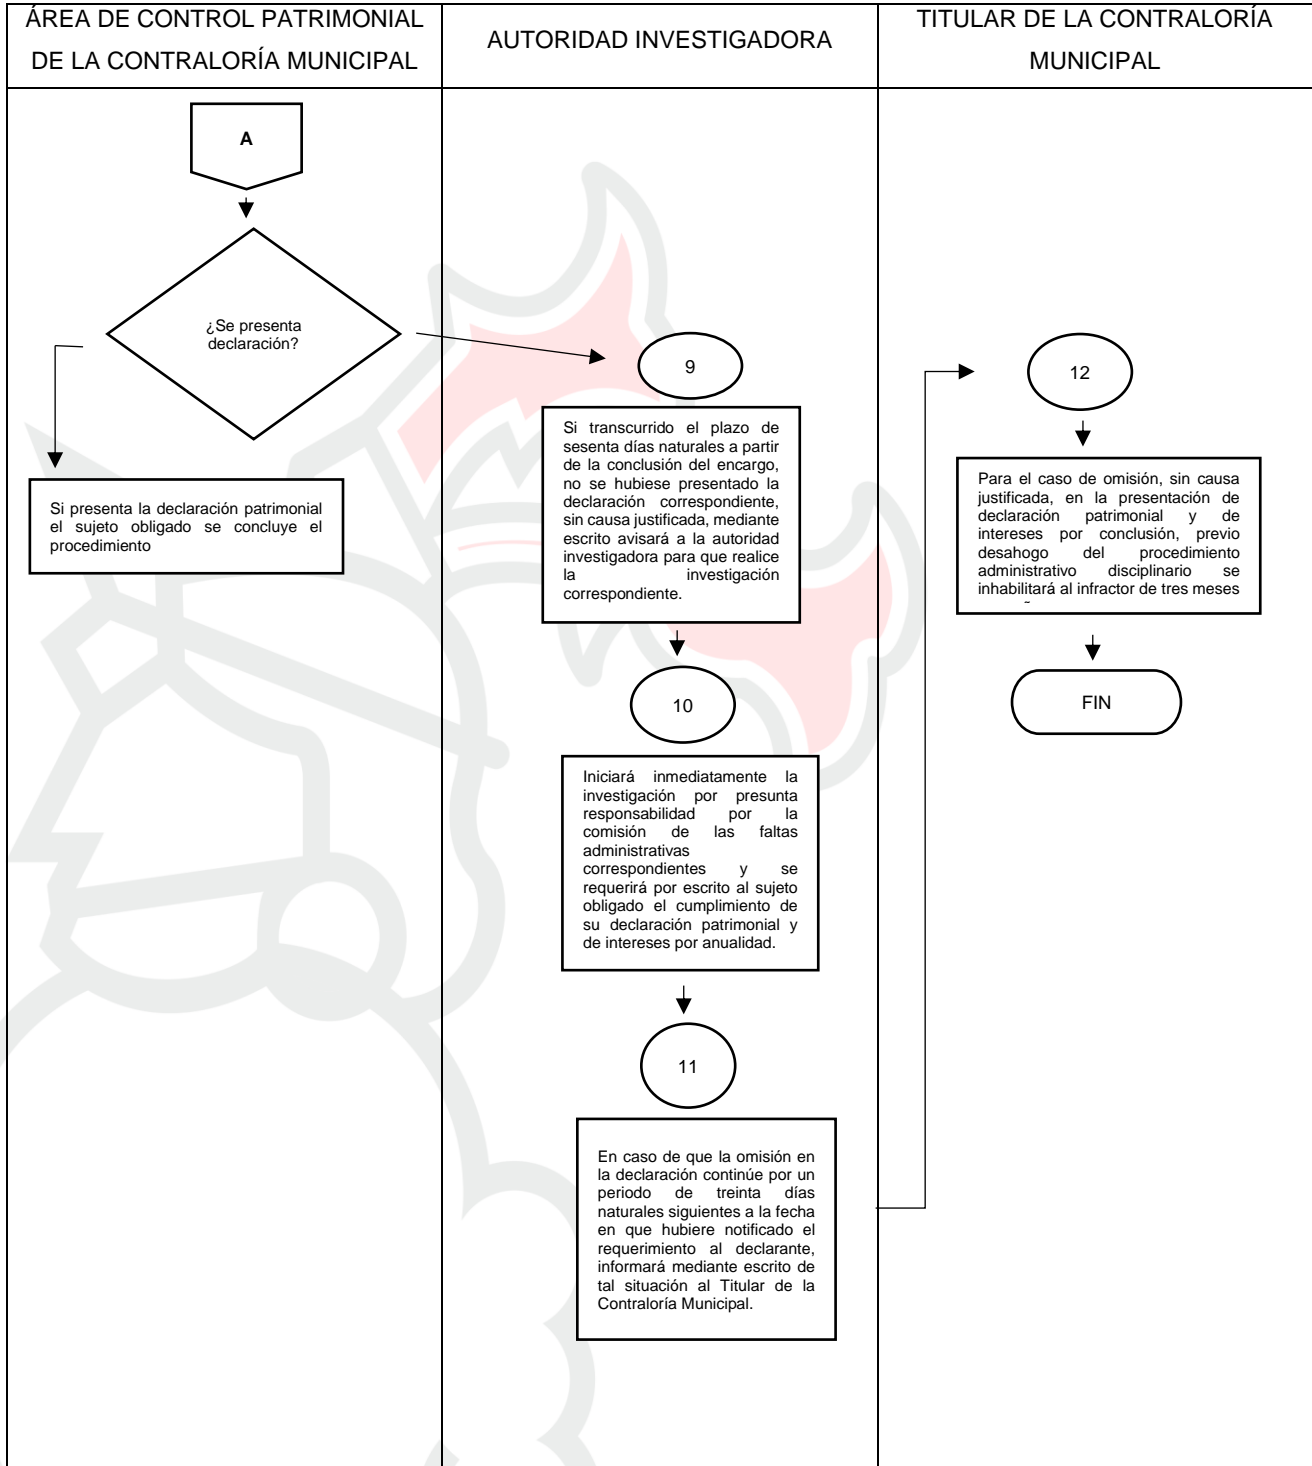 ÁREA DE CONTROL PATRIMONIAL
DE LA CONTRALORÍA MUNICIPAL
AUTORIDAD INVESTIGADORA
TITULAR DE LA CONTRALORÍA
MUNICIPAL
A
¿Se presenta
declaración?
Si presenta la declaración patrimonial
el sujeto obligado se concluye el
procedimiento
9
Si transcurrido el plazo de
sesenta días naturales a partir
de la conclusión del encargo,
no se hubiese presentado la
declaración correspondiente,
sin causa justificada, mediante
escrito avisará a la autoridad
investigadora para que realice
la investigación
correspondiente.
10
Iniciará inmediatamente la
investigación por presunta
responsabilidad por la
comisión de las faltas
administrativas
correspondientes y se
requerirá por escrito al sujeto
obligado el cumplimiento de
su declaración patrimonial y
de intereses por anualidad.
11
En caso de que la omisión en
la declaración continúe por un
periodo de treinta días
naturales siguientes a la fecha
en que hubiere notificado el
requerimiento al declarante,
informará mediante escrito de
tal situación al Titular de la
Contraloría Municipal.
12
Para el caso de omisión, sin causa
justificada, en la presentación de
declaración patrimonial y de
intereses por conclusión, previo
desahogo del procedimiento
administrativo disciplinario se
inhabilitará al infractor de tres meses
FIN